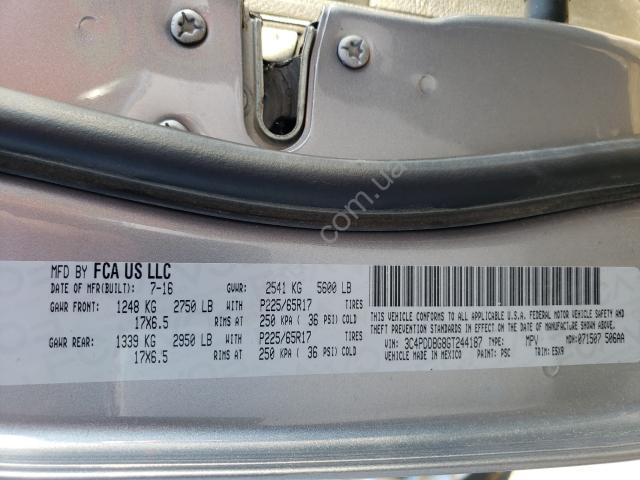 MFD BY FCA US LLC
DATE OF MFR(BUILT): 7-16 GVWR: 2541 KG 5600 LB
GAWR FRONT: 1248 KG 2750 LB WITH P225/65R17 TIRES
17X6.5 RIMS AT 250 KPA ( 36 PSI) COLD
GAWR REAR: 1339 KG 2950 LB WITH P225/65R17 TIRES
17X6.5 RIMS AT 250 KPA ( 36 PSI) COLD
THIS VEHICLE CONFORMS TO ALL APPLICABLE U.S.A. FEDERAL MOTOR VEHICLE SAFETY AND
THEFT PREVENTION STANDARDS IN EFFECT ON THE DATE OF MANUFACTURE SHOWN ABOVE.
VIN: 3C4PDDBG8GT244187 TYPE: MPV MDH:071507 506AA
VEHICLE MADE IN MEXICO PAINT: PSC TRIM: E5X9
com.ua